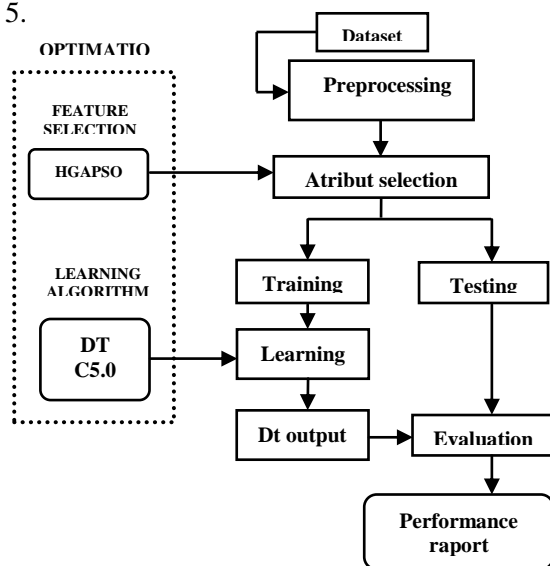 5.
OPTIMATIO
Dataset
Preprocessing
FEATURE
SELECTION
HGAPSO
Atribut selection
LEARNING
ALGORITHM
Training
Testing
DT
C5.0
Learning
Dt output
Evaluation
Performance
raport